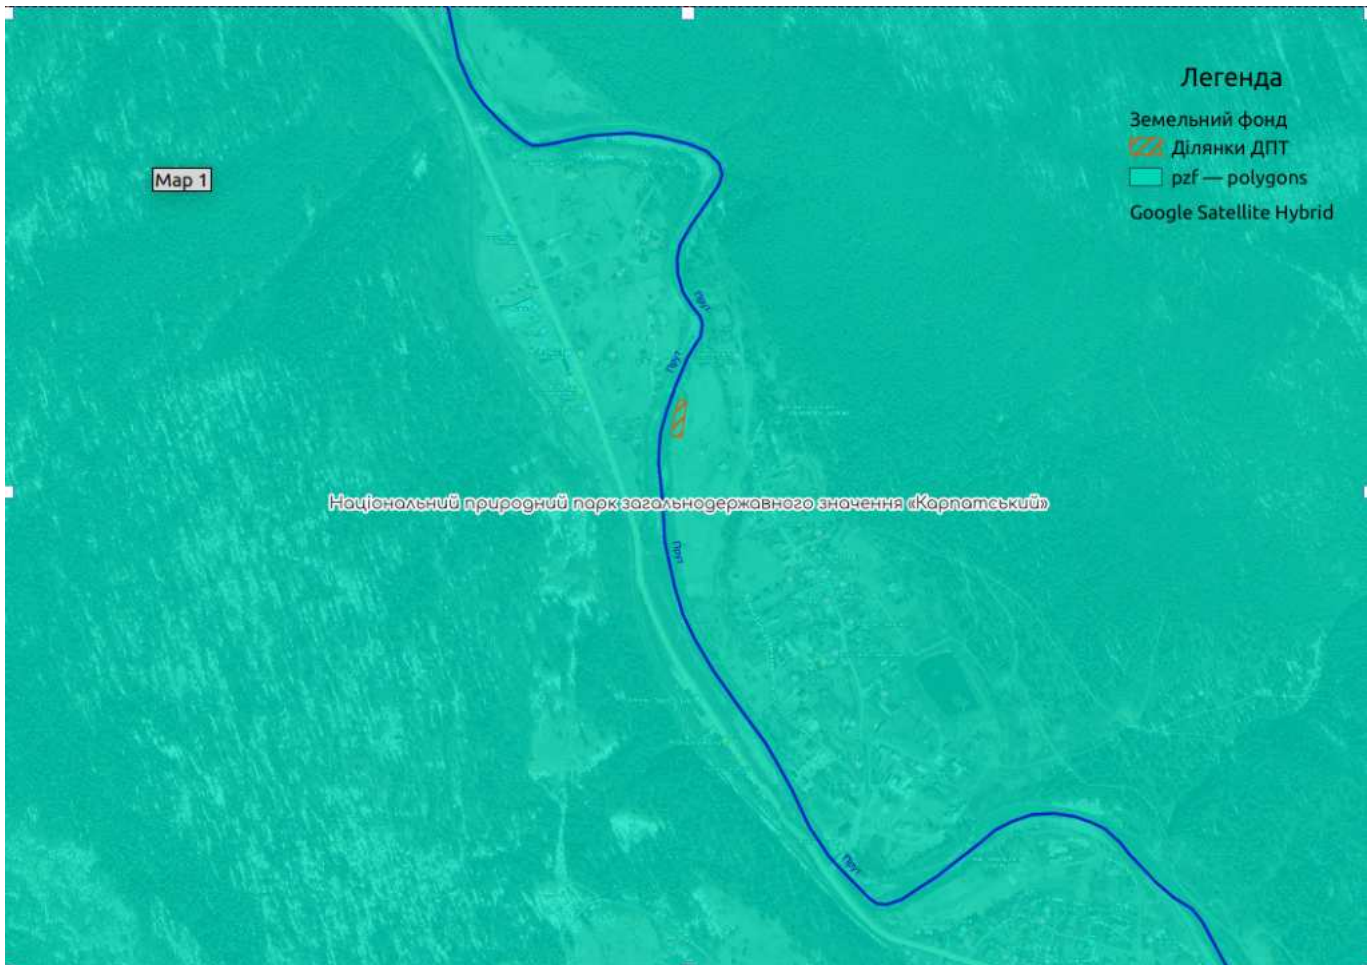 Легенда
Земельний фонд
Ділянки ДПТ
pzf — polygons
Google Satellite Hybrid
Map 1
Прут
Прут
Національний природний парк загальнодержавного значення «Карпатський»
Прут
Прут